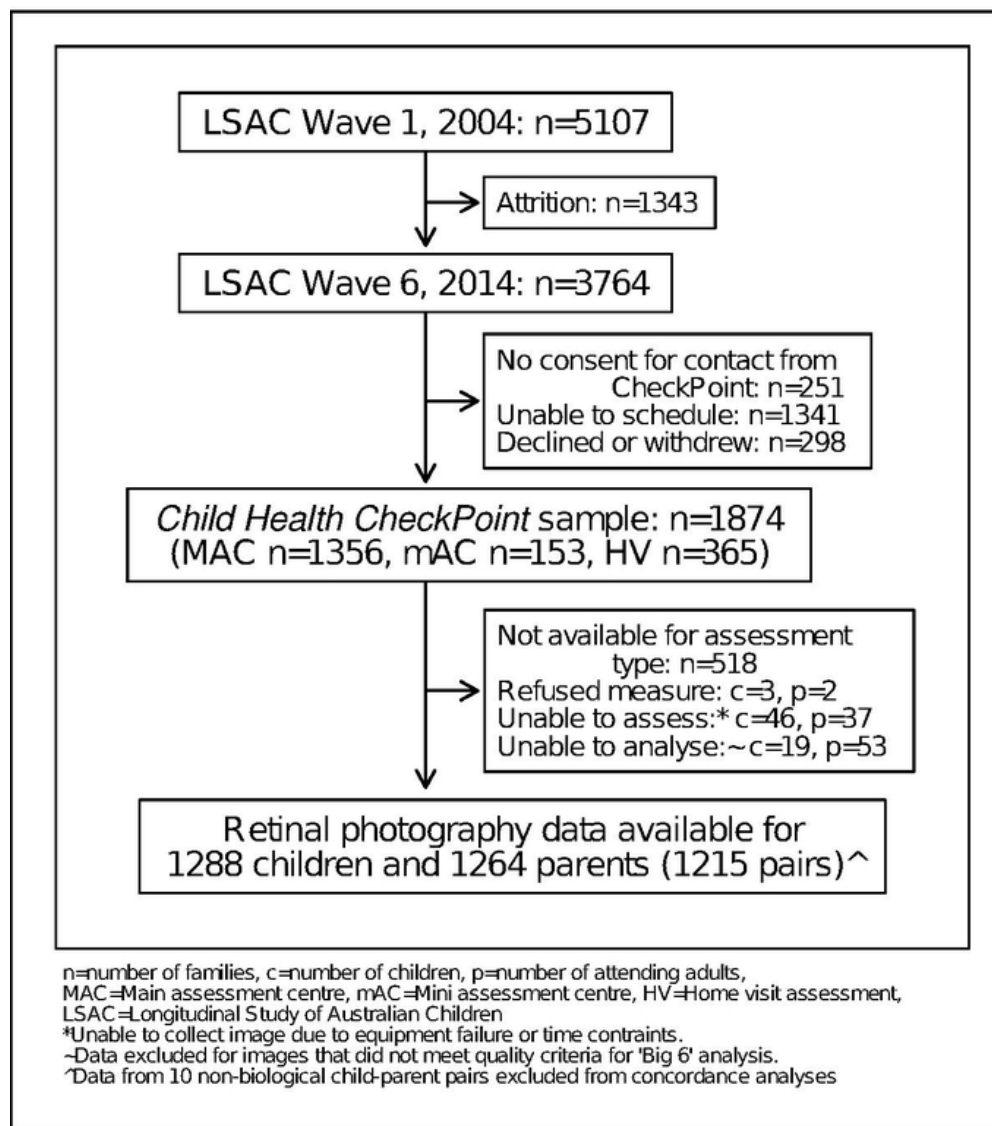 LSAC Wave 1, 2004: n=5107
Attrition: n=1343
LSAC Wave 6, 2014: n=3764
No consent for contact from
CheckPoint: n=251
Unable to schedule: n=1341
Declined or withdrew: n=298
Child Health CheckPoint sample: n=1874
(MAC n=1356, mAC n=153, HV n=365)
Not available for assessment
type: n=518
Refused measure: c=3, p=2
Unable to assess:* c=46, p=37
Unable to analyse:~c=19, p=53
Retinal photography data available for
1288 children and 1264 parents (1215 pairs)^
n=number of families, c=number of children, p=number of attending adults,
MAC=Main assessment centre, mAC=Mini assessment centre, HV=Home visit assessment,
LSAC=Longitudinal Study of Australian Children
*Unable to collect image due to equipment failure or time contraints.
~Data excluded for images that did not meet quality criteria for 'Big 6' analysis.
^Data from 10 non-biological child-parent pairs excluded from concordance analyses